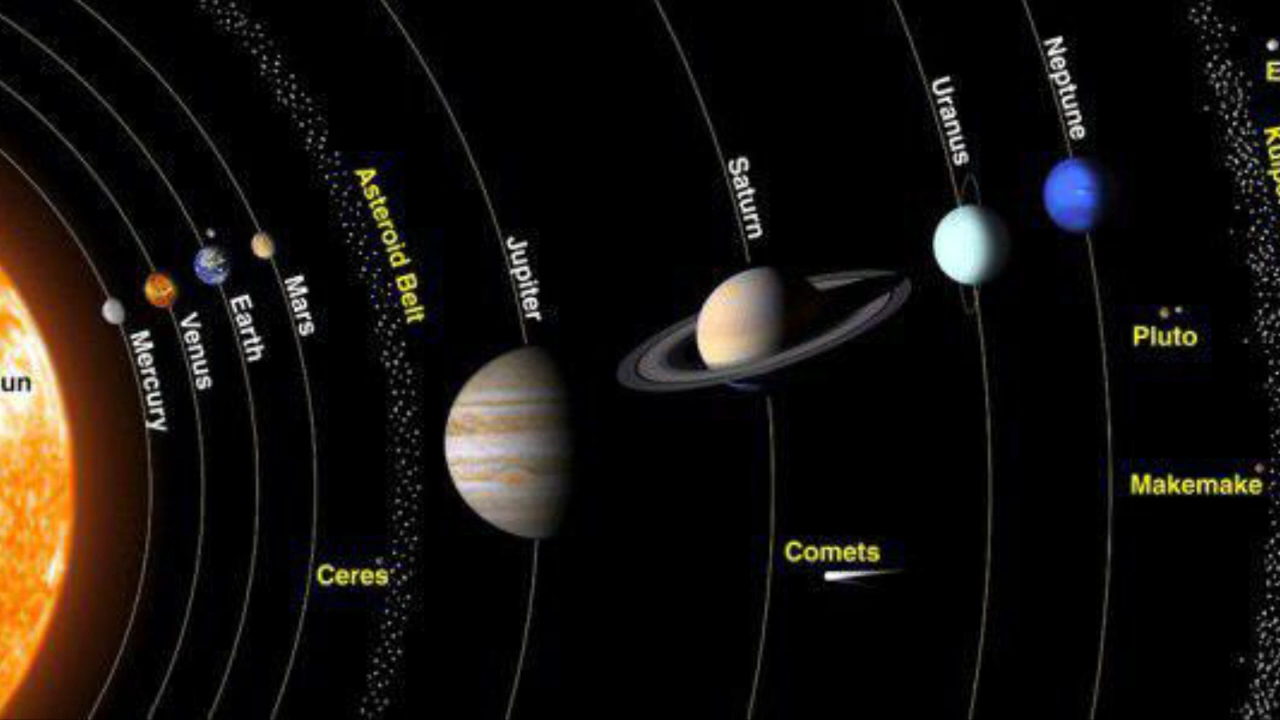 un
Mercury
Venus
Earth
Mars
Asteroid Belt
Ceres
Jupiter
Saturn
Comets
Uranus
Neptune
Pluto
Makemake
E